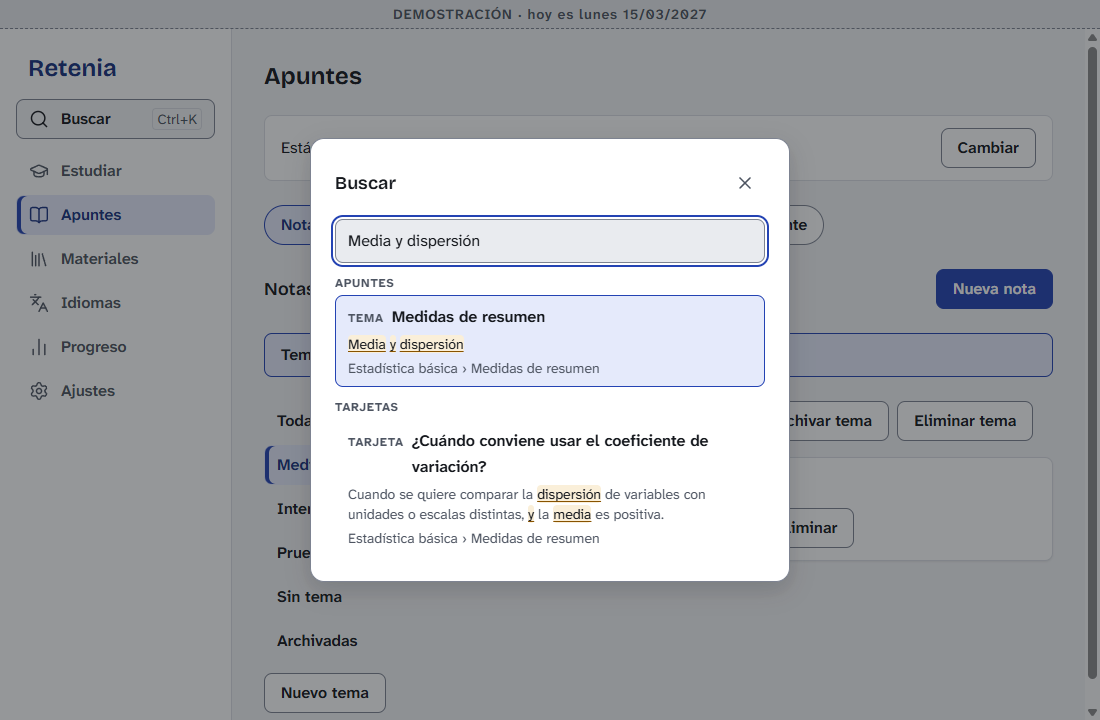 DEMOSTRACIÓN · hoy es lunes 15/03/2027
Retenia
Buscar Ctrl+K
Estudiar
Apuntes
Materiales
Idiomas
Progreso
Ajustes
Apuntes
Cambiar
Nueva nota
Eliminar tema
Sin tema
Archivadas
Nuevo tema
Buscar
Media y dispersión
APUNTES
TEMA Medidas de resumen
Media y dispersión
Estadística básica › Medidas de resumen
TARJETAS
TARJETA ¿Cuándo conviene usar el coeficiente de
variación?
Cuando se quiere comparar la dispersión de variables con
unidades o escalas distintas, y la media es positiva.
Estadística básica › Medidas de resumen